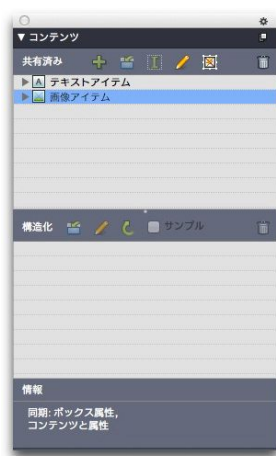 ▼ コンテンツ
共有済み
A テキストアイテム
画像アイテム
構造化 サンプル
情報
同期: ボックス属性,
コンテンツと属性